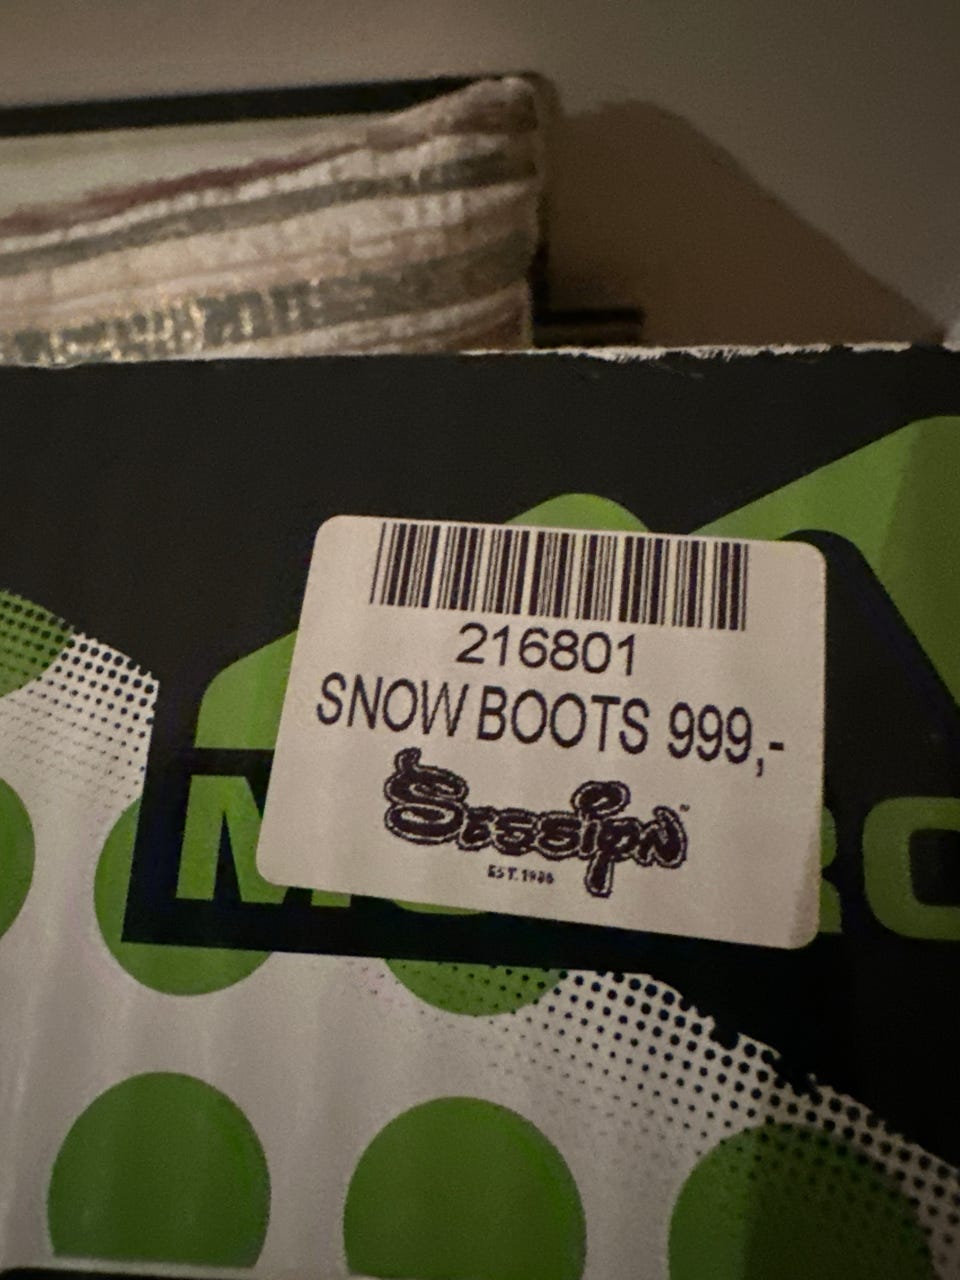 216801
SNOW BOOTS 999,-
Session
EST. 1986